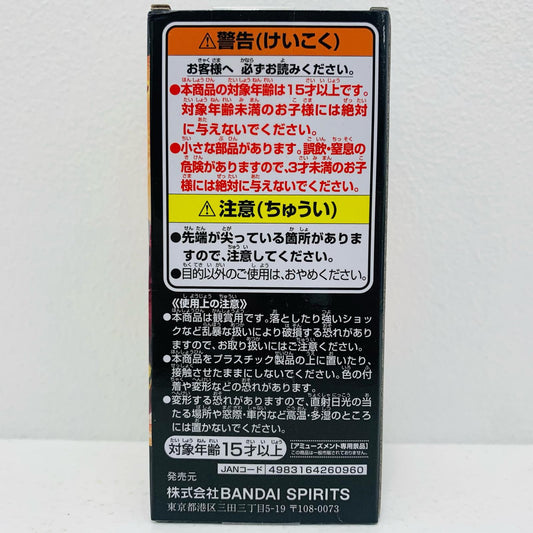 ⚠警告(けいこく)
お客様へ 必ずお読みください。
●本商品の対象年齢は15才以上です。
対象年齢未満のお子様には絶対
に与えないでください。
●小さな部品があります。誤飲・窒息の
危険がありますので、3才未満のお子
様には絶対に与えないでください。
⚠注意(ちゅうい)
●先端が尖っている箇所がありま
すので、注意してください。
●目的以外のご使用は、おやめください。
《使用上の注意》
●本商品は観賞用です。落としたり強いショッ
クなど乱暴な扱いにより破損する恐れがあり
ますので、お取り扱いにはご注意ください。
●本商品をプラスチック製品の上に置いたり、
接触させたままにしないでください。色の付
着や変形などの恐れがあります。
●変形する恐れがありますので、直射日光の当
たる場所や窓際・車内など高温・多湿のところ
には置かないでください。
対象年齢15才以上
【アミューズメント専用景品】
この商品は一般販売されておりません。
JANコード 4983164260960
発売元
株式会社BANDAI SPIRITS
東京都港区三田三丁目5-19 〒108-0073